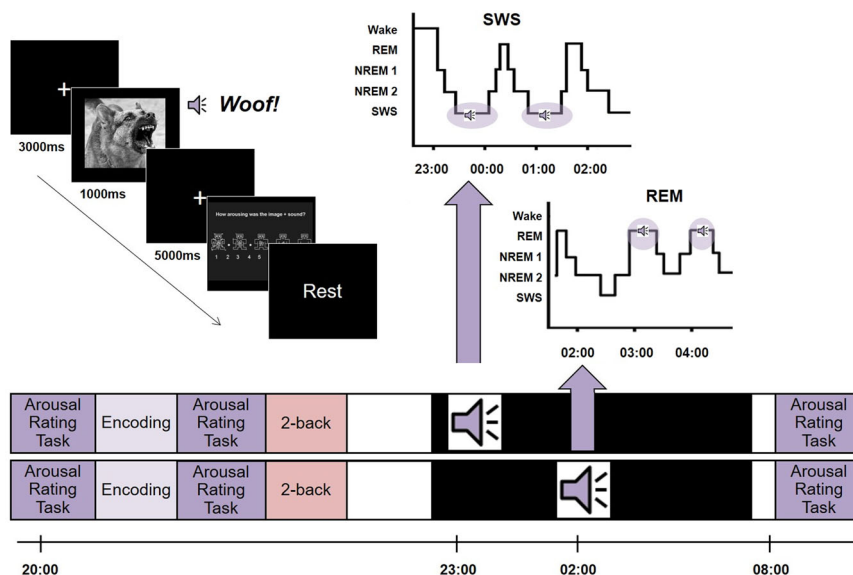 Woof!
3000ms
1000ms
5000ms
How arousing was the image + sound?
1 2 3 4 5
Rest
SWS
Wake
REM
NREM 1
NREM 2
SWS
23:00 00:00 01:00 02:00
REM
Wake
REM
NREM 1
NREM 2
SWS
02:00 03:00 04:00
Arousal
Rating
Task
Encoding
Arousal
Rating
Task
2-back
Arousal
Rating
Task
Arousal
Rating
Task
Encoding
Arousal
Rating
Task
2-back
Arousal
Rating
Task
20:00 23:00 02:00 08:00